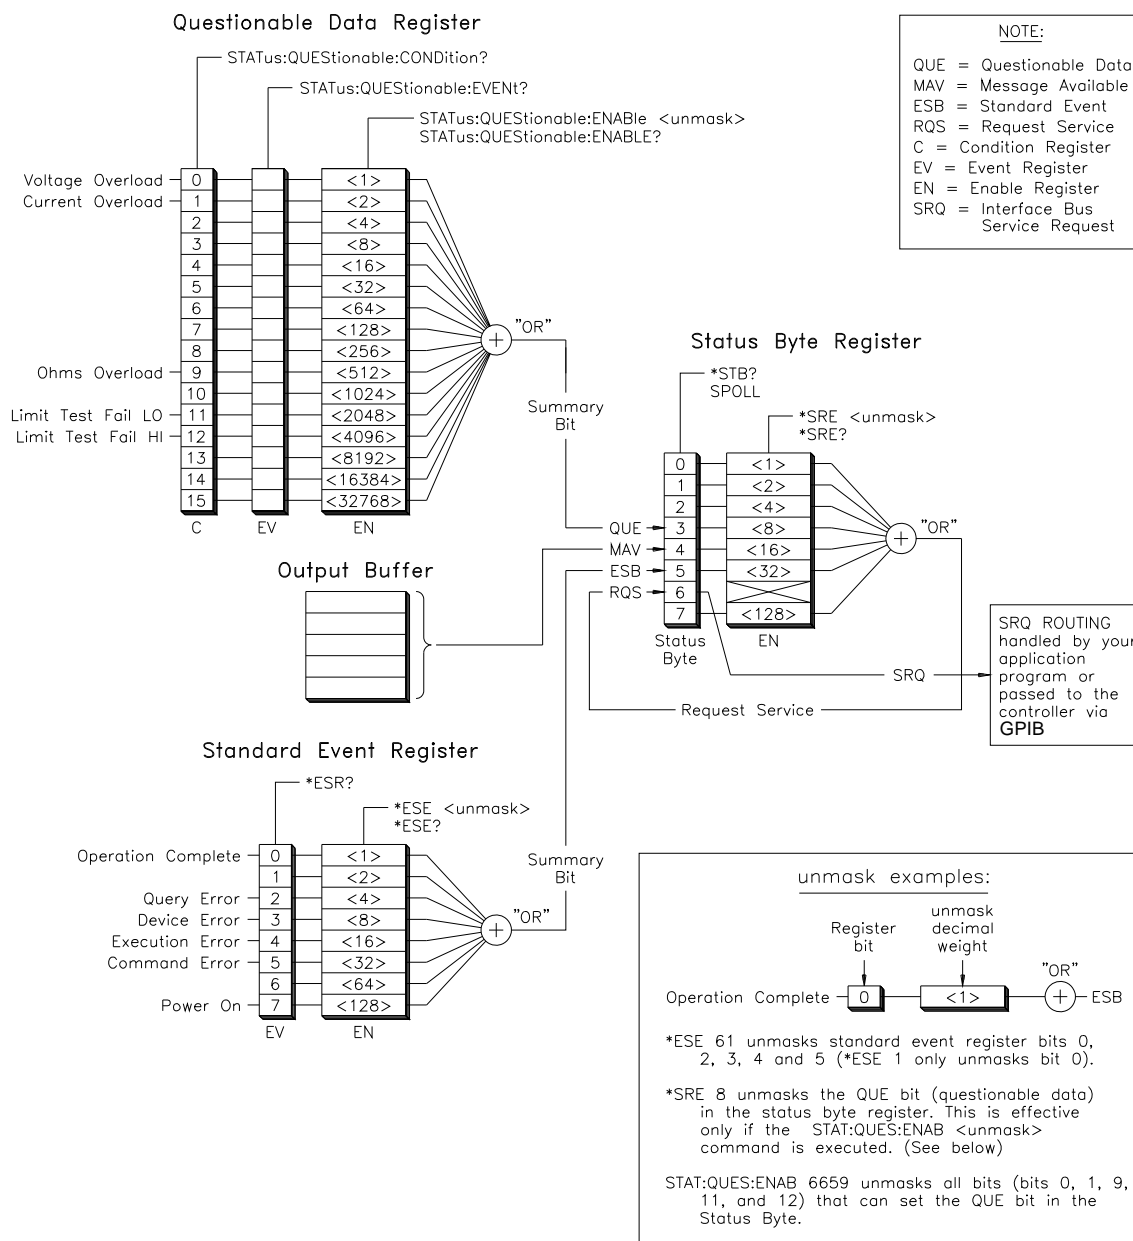 Questionable Data Register
STATus:QUEStionable:CONDition?
STATus:QUEStionable:EVENt?
STATus:QUEStionable:ENABle <unmask>
STATus:QUEStionable:ENABLE?
Voltage Overload 0 <1>
Current Overload 1 <2>
2 <4>
3 <8>
4 <16>
5 <32>
6 <64>
7 <128>
8 <256>
Ohms Overload 9 <512>
10 <1024>
Limit Test Fail LO 11 <2048>
Limit Test Fail HI 12 <4096>
13 <8192>
14 <16384>
15 <32768>
C EV EN
+ "OR"
Summary
Bit
NOTE:
QUE = Questionable Data
MAV = Message Available
ESB = Standard Event
RQS = Request Service
C = Condition Register
EV = Event Register
EN = Enable Register
SRQ = Interface Bus
Service Request
Status Byte Register
*STB?
SPOLL
*SRE <unmask>
*SRE?
0 <1>
1 <2>
2 <4>
QUE 3 <8>
MAV 4 <16>
ESB 5 <32>
RQS 6
7 <128>
Status
Byte
EN
+ "OR"
SRQ
Request Service
SRQ ROUTING
handled by your
application
program or
passed to the
controller via
GPIB
Output Buffer
Standard Event Register
*ESR?
*ESE <unmask>
*ESE?
Operation Complete 0 <1>
1 <2>
Query Error 2 <4>
Device Error 3 <8>
Execution Error 4 <16>
Command Error 5 <32>
6 <64>
Power On 7 <128>
EV EN
+ "OR"
Summary
Bit
unmask examples:
Register
bit
unmask
decimal
weight
"OR"
Operation Complete 0 <1> + ESB
*ESE 61 unmasks standard event register bits 0,
2, 3, 4 and 5 (*ESE 1 only unmasks bit 0).
*SRE 8 unmasks the QUE bit (questionable data)
in the status byte register. This is effective
only if the STAT:QUES:ENAB <unmask>
command is executed. (See below)
STAT:QUES:ENAB 6659 unmasks all bits (bits 0, 1, 9,
11, and 12) that can set the QUE bit in the
Status Byte.